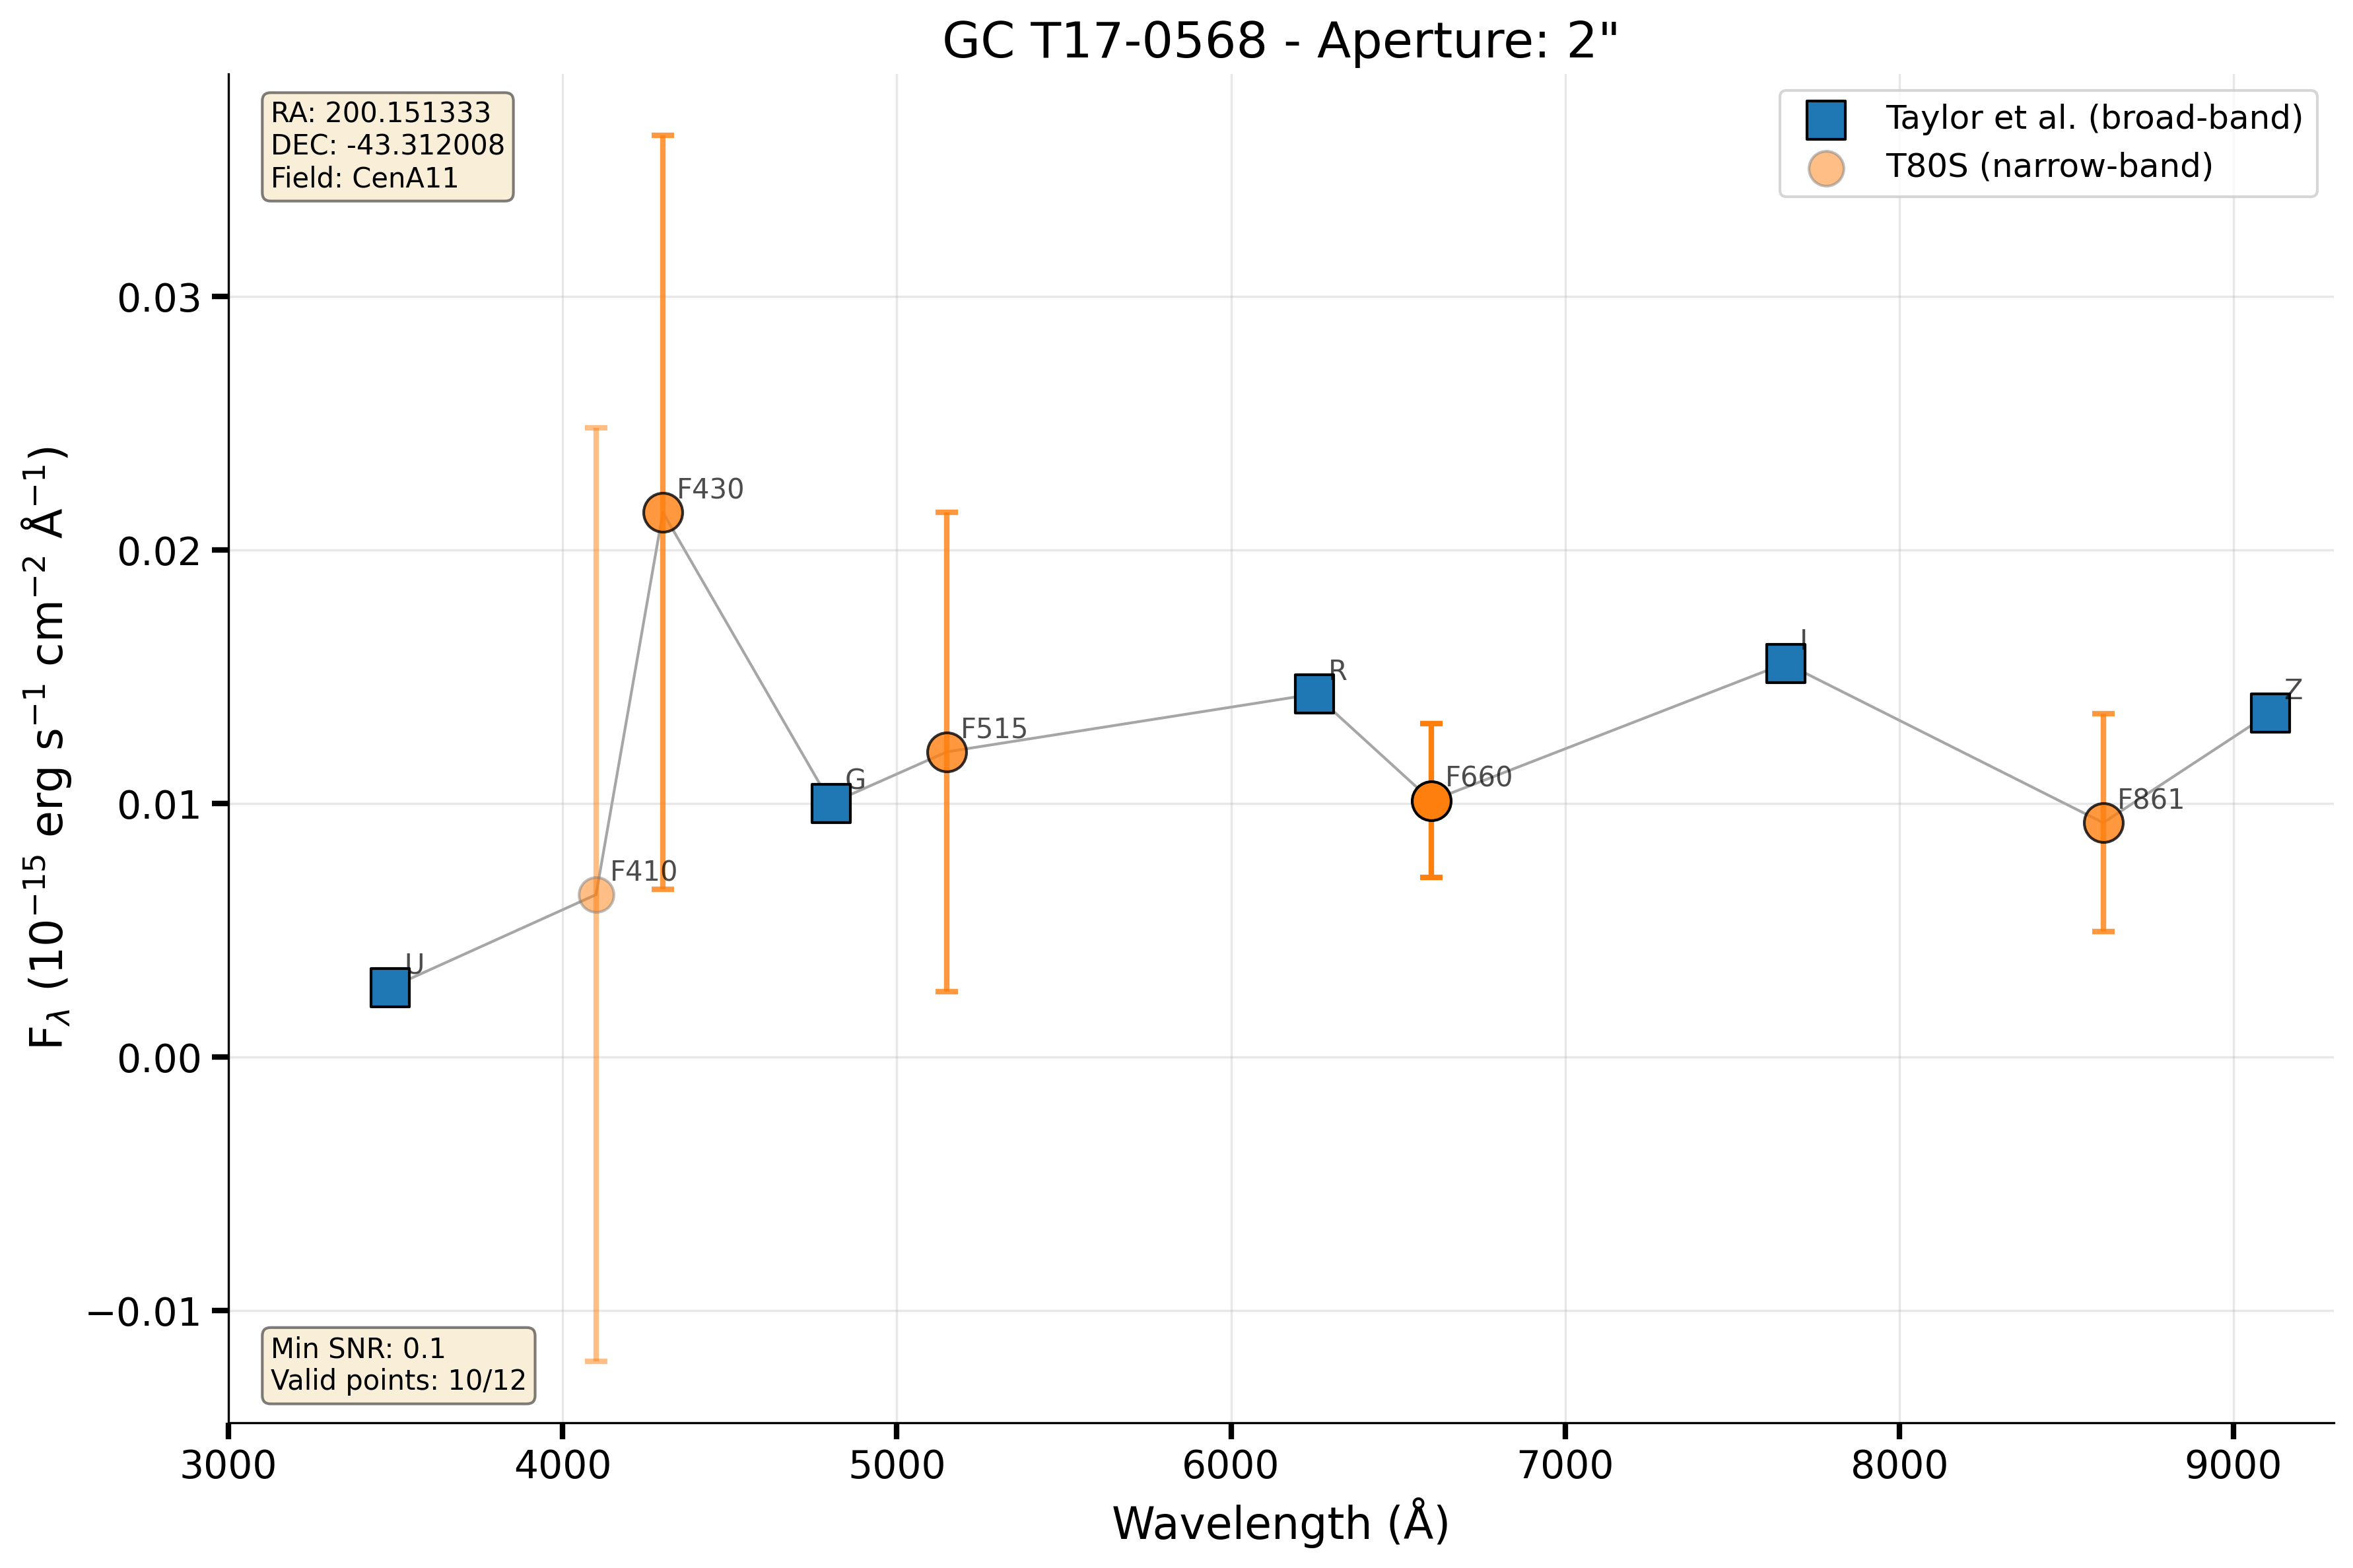 GC T17-0568 - Aperture: 2"
RA: 200.151333
DEC: -43.312008
Field: CenA11
Taylor et al. (broad-band)
T80S (narrow-band)
F_λ (10⁻¹⁵ erg s⁻¹ cm⁻² Å⁻¹)
0.03
0.02
0.01
0.00
−0.01
U
F410
F430
G
F515
R
F660
I
F861
Z
Min SNR: 0.1
Valid points: 10/12
3000 4000 5000 6000 7000 8000 9000
Wavelength (Å)